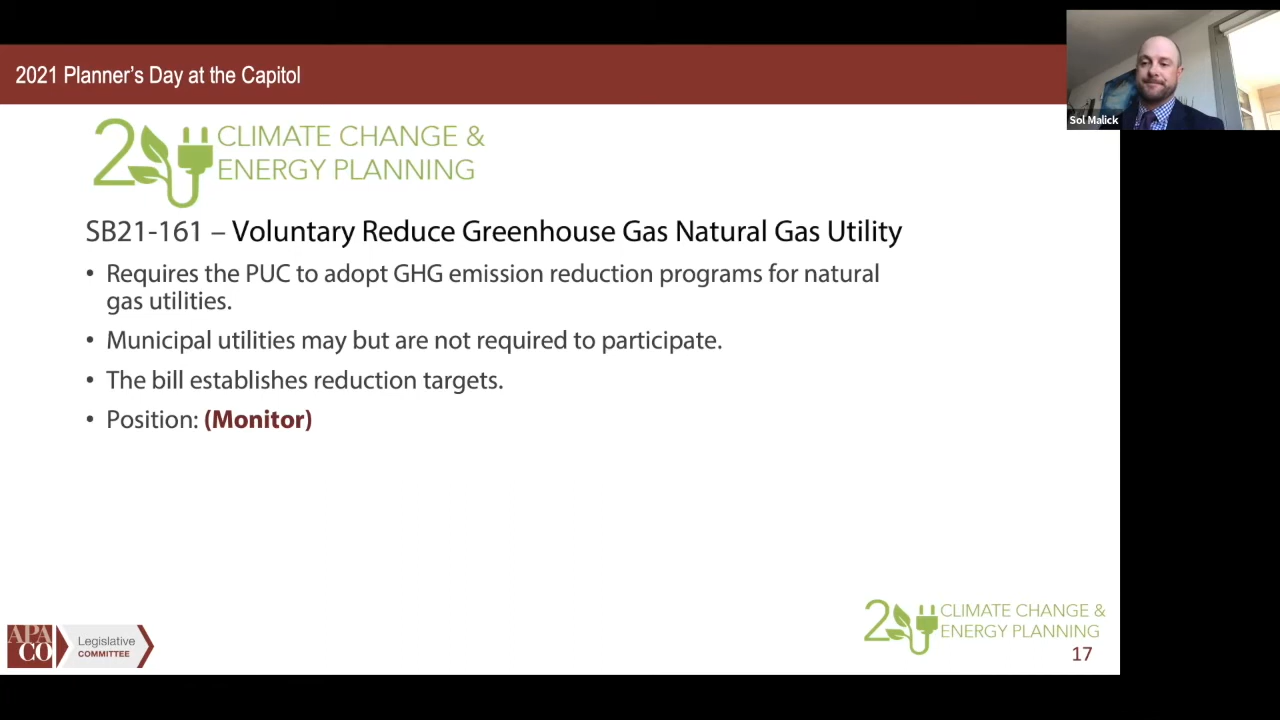 2021 Planner's Day at the Capitol
Sol Malick
2
CLIMATE CHANGE &
ENERGY PLANNING
SB21-161 – Voluntary Reduce Greenhouse Gas Natural Gas Utility
• Requires the PUC to adopt GHG emission reduction programs for natural
gas utilities.
• Municipal utilities may but are not required to participate.
• The bill establishes reduction targets.
• Position: (Monitor)
APA
CO
Legislative
COMMITTEE
2
CLIMATE CHANGE &
ENERGY PLANNING
17